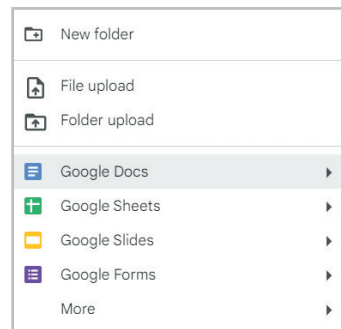 New folder
File upload
Folder upload
Google Docs
Google Sheets
Google Slides
Google Forms
More